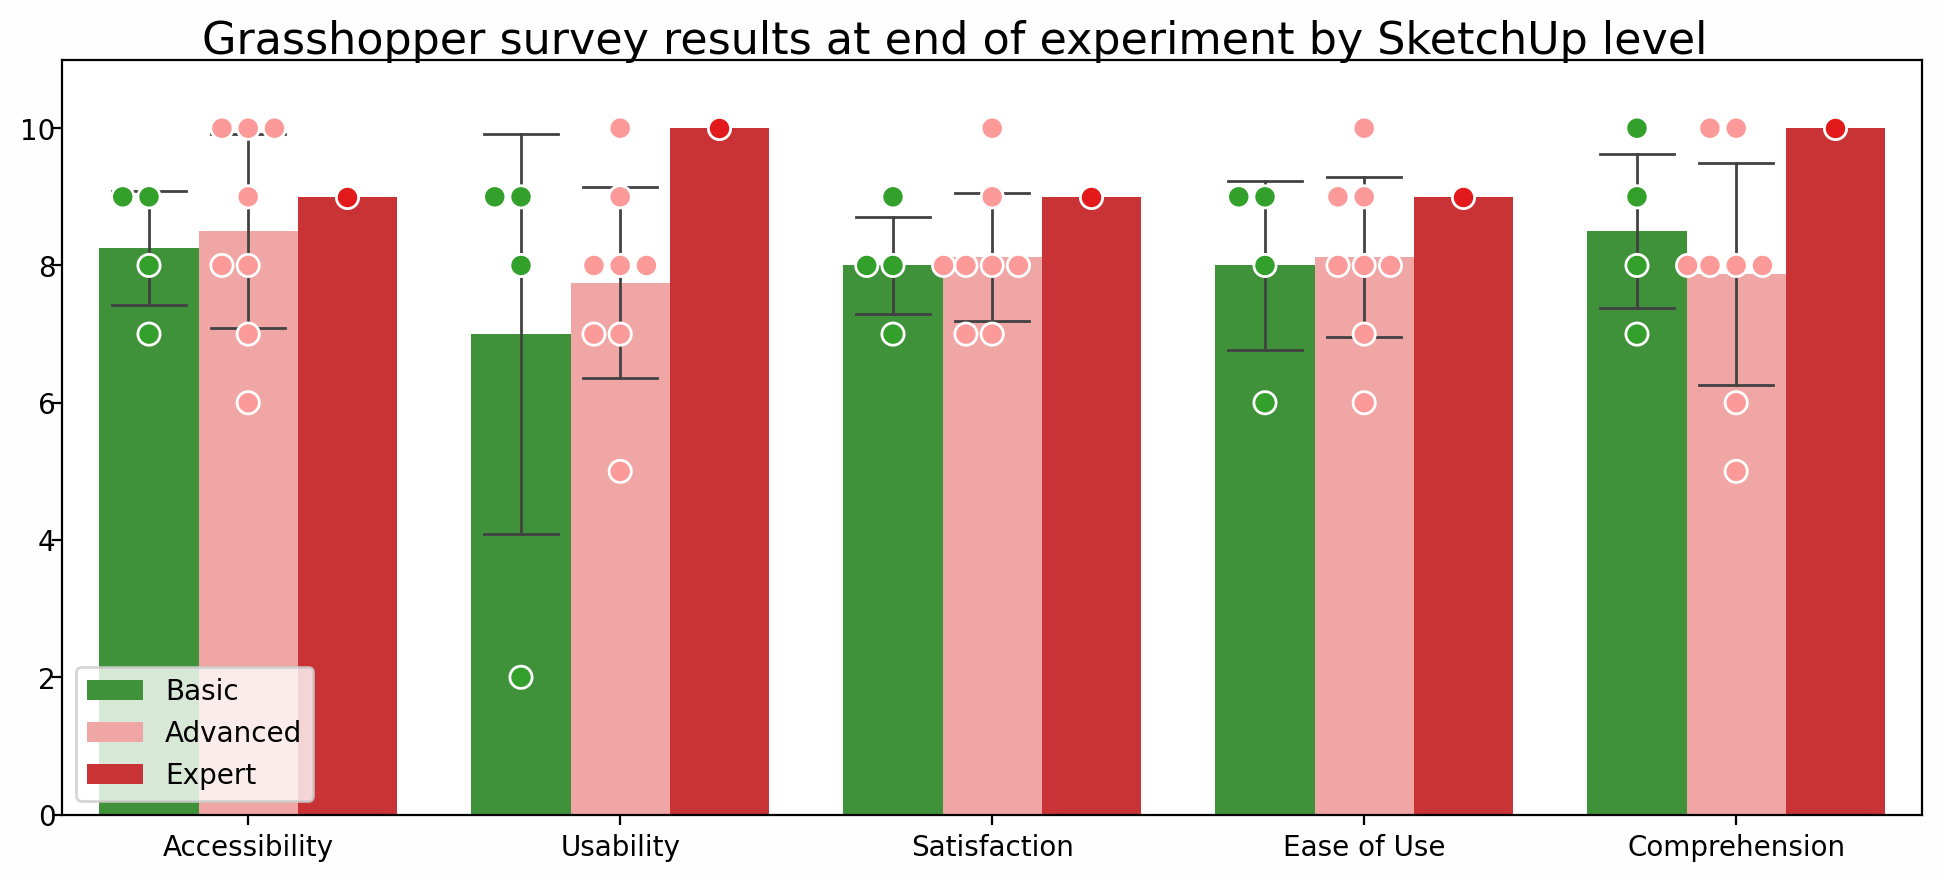 Grasshopper survey results at end of experiment by SketchUp level
10
8
6
4
2
0
Basic
Advanced
Expert
Accessibility Usability Satisfaction Ease of Use Comprehension